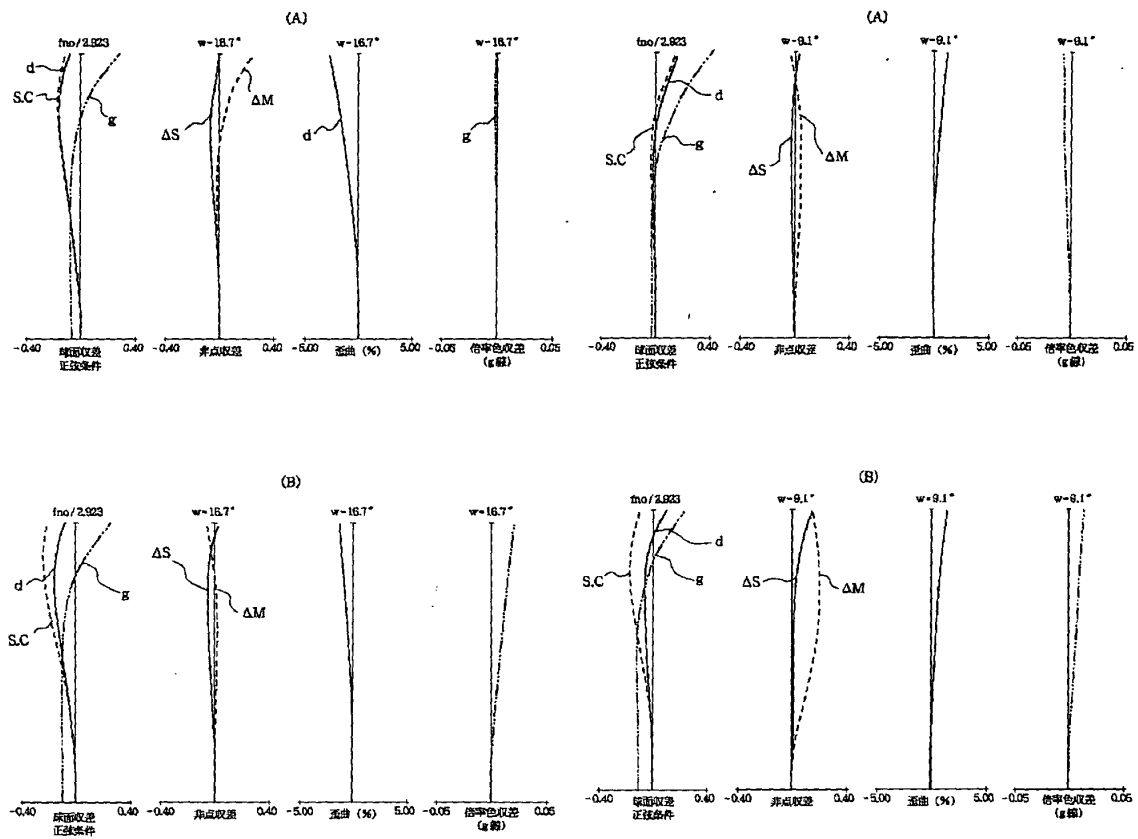 (A)
fno/2.923
w-16.7°
w-16.7°
w-16.7°
d
S.C
g
ΔS
ΔM
d
g
-0.40
0.40
球面収差
正弦条件
-0.40
0.40
非点収差
-5.00
5.00
歪曲 (%)
-0.05
0.05
倍率色収差
(g線)
(A)
fno/2.923
w-9.1°
w-9.1°
w-9.1°
d
S.C
g
ΔS
ΔM
-0.40
0.40
球面収差
正弦条件
-0.40
0.40
非点収差
-5.00
5.00
歪曲 (%)
-0.05
0.05
倍率色収差
(g線)
(B)
fno/2.923
w-16.7°
w-16.7°
w=16.7°
d
S.C
g
ΔS
ΔM
-0.40
0.40
球面収差
正弦条件
-0.40
0.40
非点収差
-5.00
5.00
歪曲 (%)
-0.05
0.05
倍率色収差
(g線)
(B)
fno/2.923
w-9.1°
w=9.1°
w-9.1°
d
S.C
g
ΔS
ΔM
-0.40
0.40
球面収差
正弦条件
-0.40
0.40
非点収差
-5.00
5.00
歪曲 (%)
-0.05
0.05
倍率色収差
(g線)